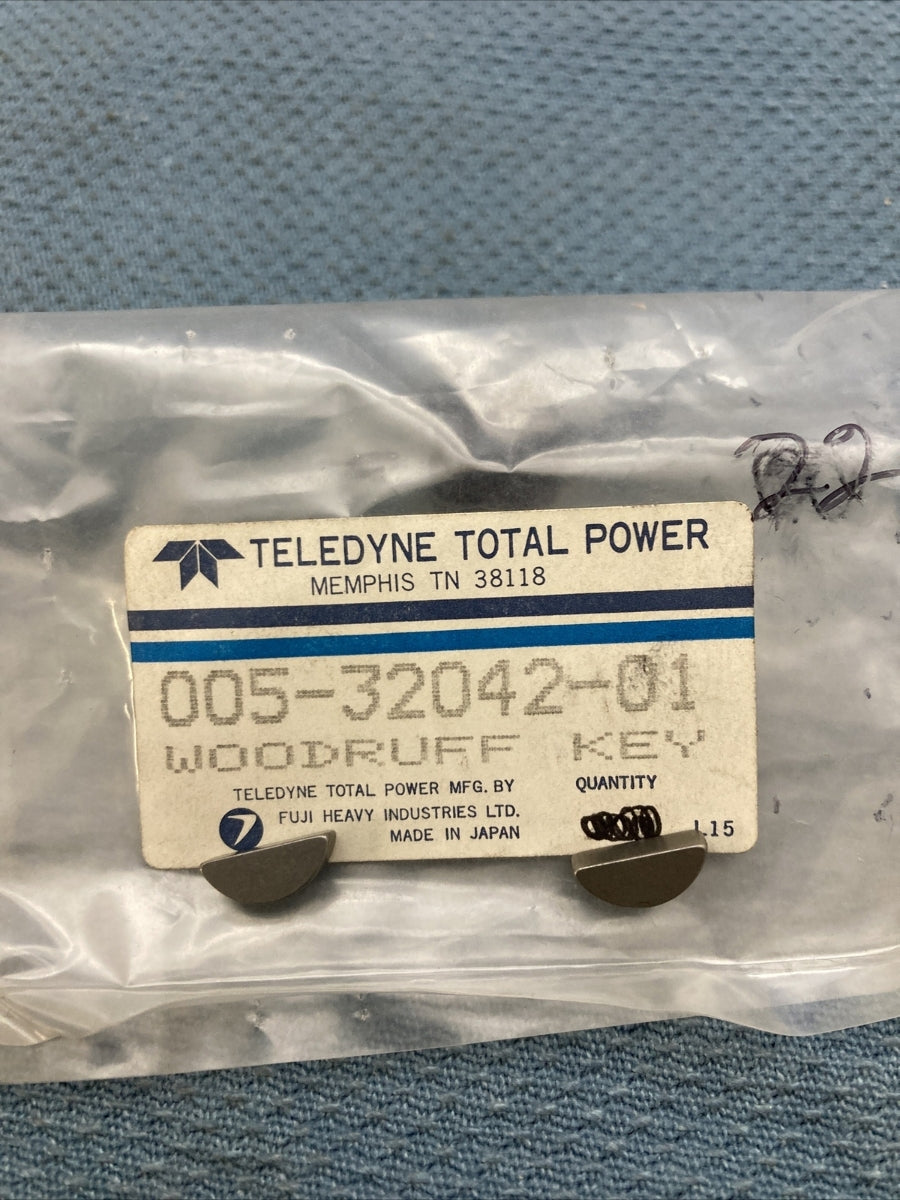 TELEDYNE TOTAL POWER
MEMPHIS TN 38118
005-32042-01
WOODRUFF KEY
TELEDYNE TOTAL POWER MFG. BY
FUJI HEAVY INDUSTRIES LTD.
MADE IN JAPAN
QUANTITY
L15